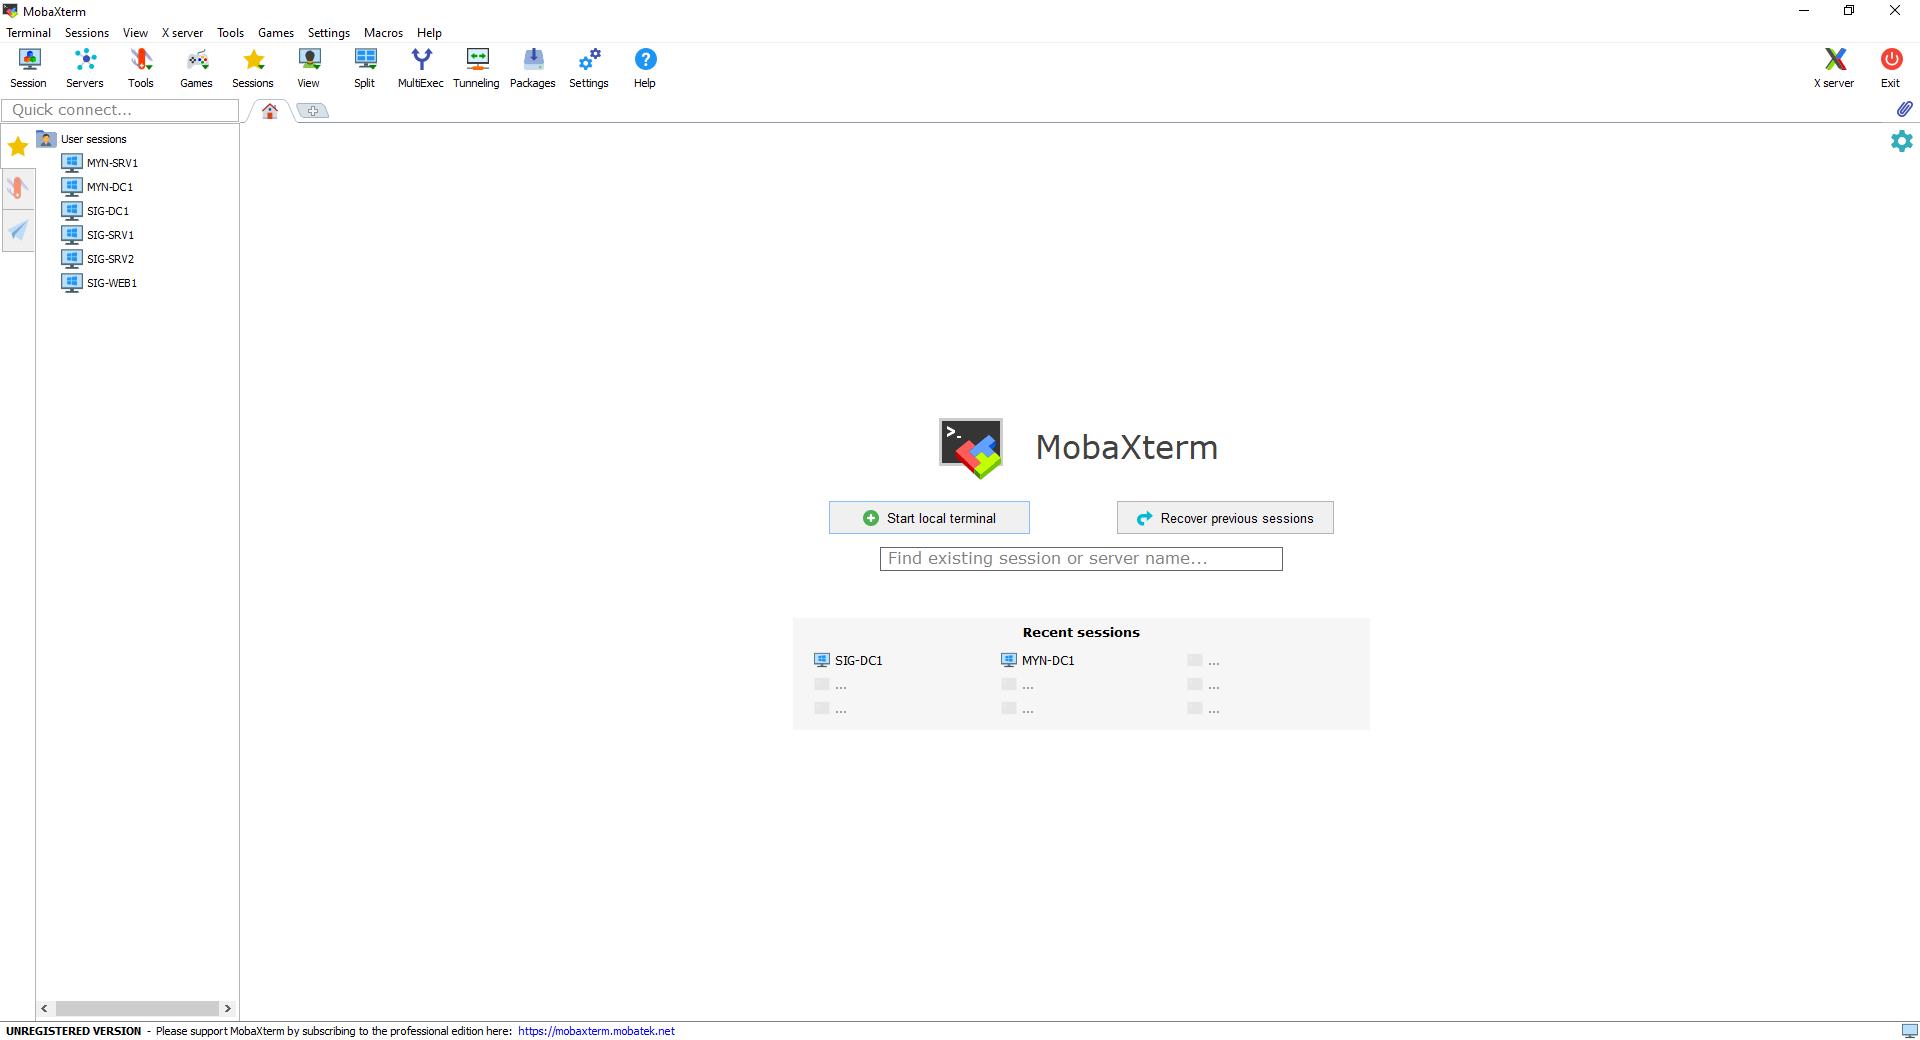 MobaXterm
Terminal Sessions View X server Tools Games Settings Macros Help
Session Servers Tools Games Sessions View Split MultiExec Tunneling Packages Settings Help X server Exit
Quick connect...
User sessions
MYN-SRV1
MYN-DC1
SIG-DC1
SIG-SRV1
SIG-SRV2
SIG-WEB1
>_
MobaXterm
Start local terminal Recover previous sessions
Find existing session or server name...
Recent sessions
SIG-DC1 MYN-DC1 ...
... ... ...
... ... ...
UNREGISTERED VERSION - Please support MobaXterm by subscribing to the professional edition here: https://mobaxterm.mobatek.net